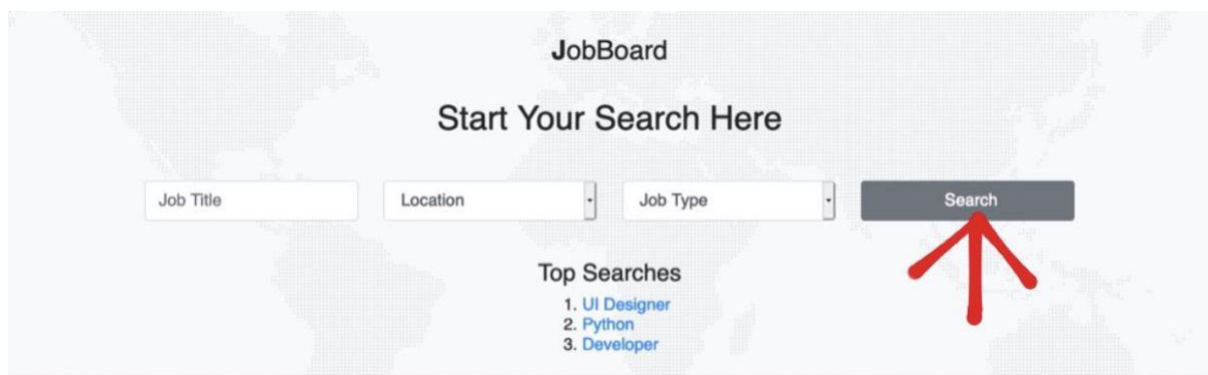 JobBoard
Start Your Search Here
Job Title
Location
Job Type
Search
Top Searches
1. UI Designer
2. Python
3. Developer